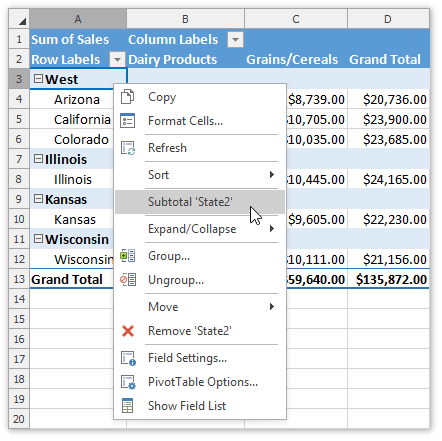 A B C D
1 Sum of Sales Column Labels
2 Row Labels Dairy Products Grains/Cereals Grand Total
3 West
4 Arizona $8,739.00 $20,736.00
5 California $10,705.00 $23,900.00
6 Colorado $10,035.00 $23,685.00
7 Illinois
8 Illinois $10,445.00 $24,165.00
9 Kansas
10 Kansas $9,605.00 $22,230.00
11 Wisconsin
12 Wisconsin $10,111.00 $21,156.00
13 Grand Total $59,640.00 $135,872.00
14
15
16
17
18
19
20
Copy
Format Cells...
Refresh
Sort
Subtotal 'State2'
Expand/Collapse
Group...
Ungroup...
Move
Remove 'State2'
Field Settings...
PivotTable Options...
Show Field List